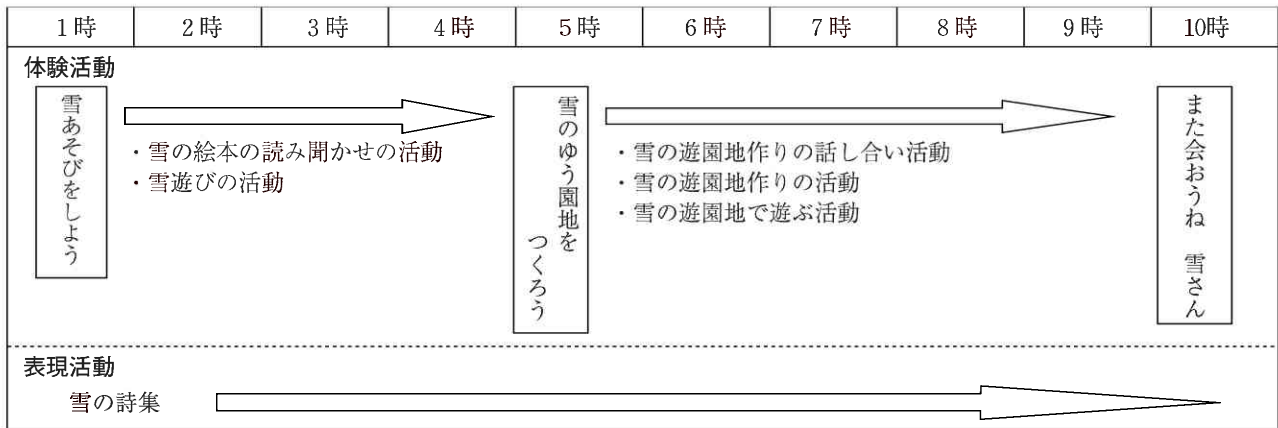 1時 2時 3時 4時 5時 6時 7時 8時 9時 10時
体験活動
雪あそびをしよう
・雪の絵本の読み聞かせの活動
・雪遊びの活動
雪のゆう園地を
つくろう
・雪の遊園地作りの話し合い活動
・雪の遊園地作りの活動
・雪の遊園地で遊ぶ活動
また会おうね　雪さん
表現活動
雪の詩集